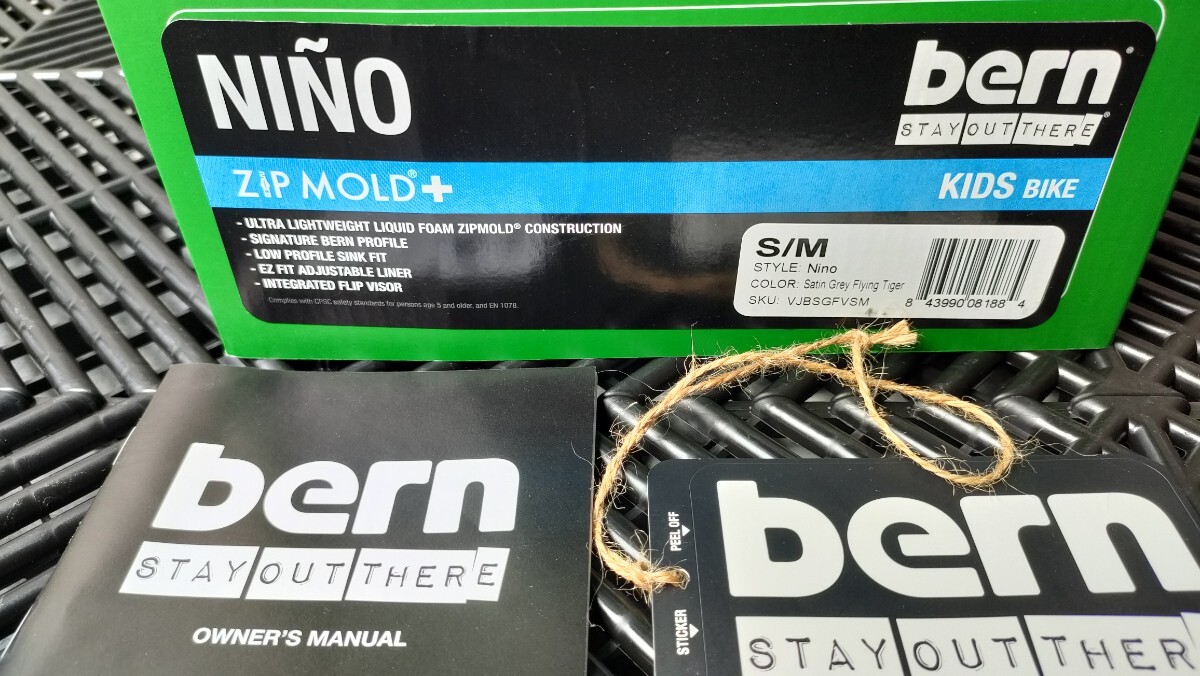 NIÑO
bern®
STAY OUT THERE®
ZiP MOLD®+
KIDS BIKE
- ULTRA LIGHTWEIGHT LIQUID FOAM ZIPMOLD® CONSTRUCTION
- SIGNATURE BERN PROFILE
- LOW PROFILE SINK FIT
- EZ FIT ADJUSTABLE LINER
- INTEGRATED FLIP VISOR
Complies with CPSC safety standards for persons age 5 and older, and EN 1078.
S/M
STYLE: Nino
COLOR: Satin Grey Flying Tiger
SKU: VJBSGFVSM
8 43990 08188 4
bern
STAY OUT THERE
OWNER'S MANUAL
PEEL OFF
STICKER
bern
STAY OUT THER